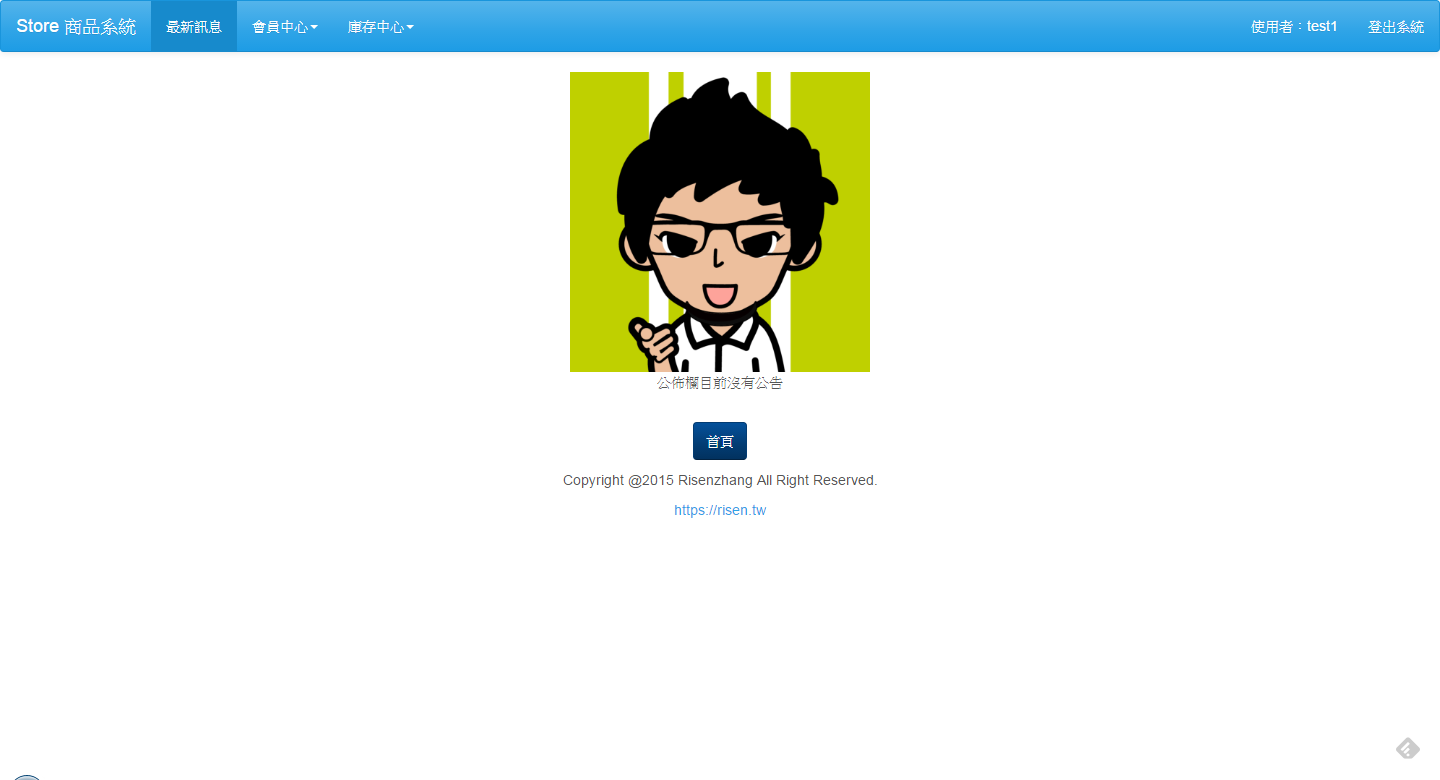 Store 商品系統 最新訊息 會員中心 庫存中心 使用者：test1 登出系統
公佈欄目前沒有公告
首頁
Copyright @2015 Risenzhang All Right Reserved.
https://risen.tw